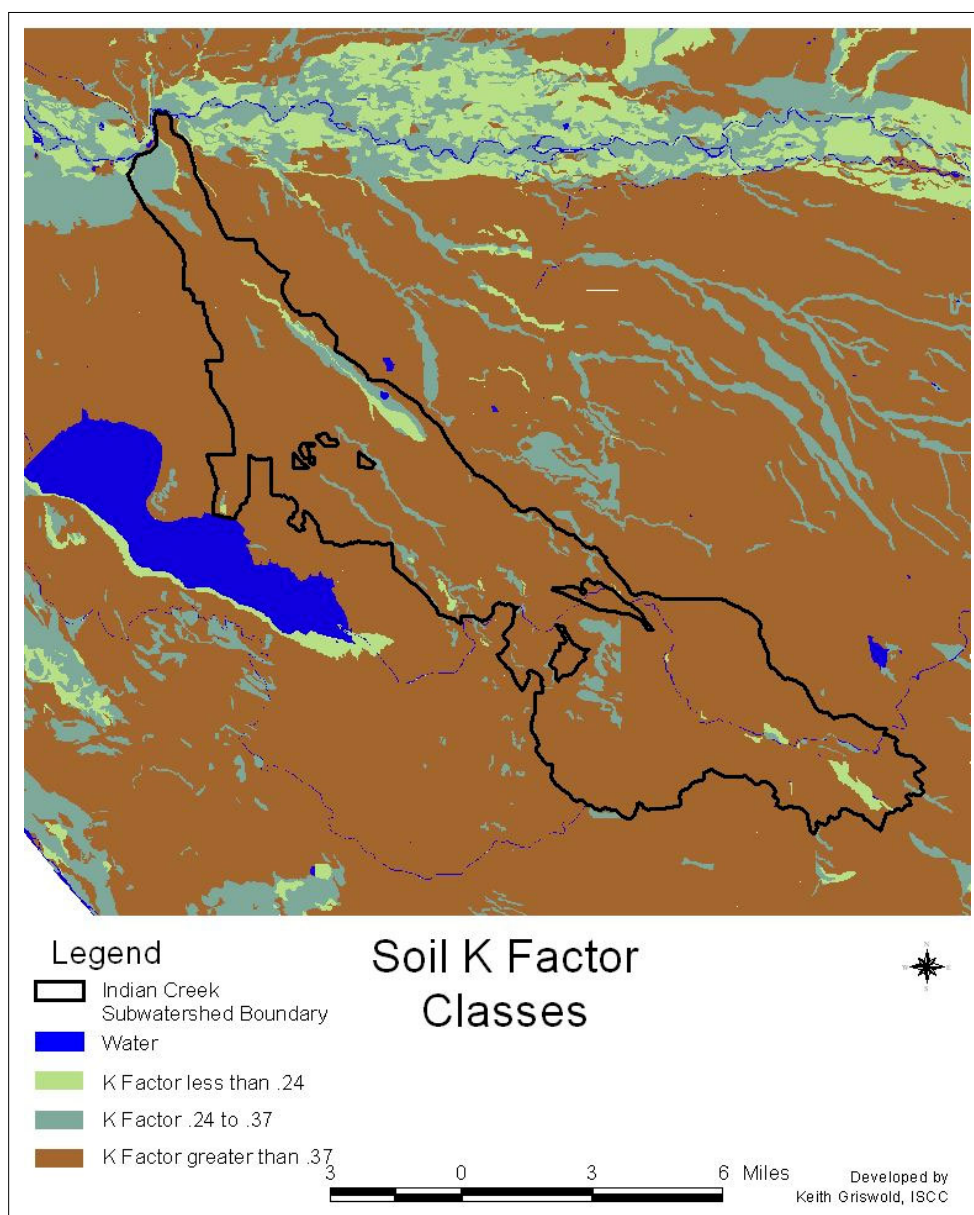 Legend
Indian Creek
Subwatershed Boundary
Water
K Factor less than .24
K Factor .24 to .37
K Factor greater than .37
Soil K Factor
Classes
3 0 3 6 Miles
Developed by
Keith Griswold, ISCC